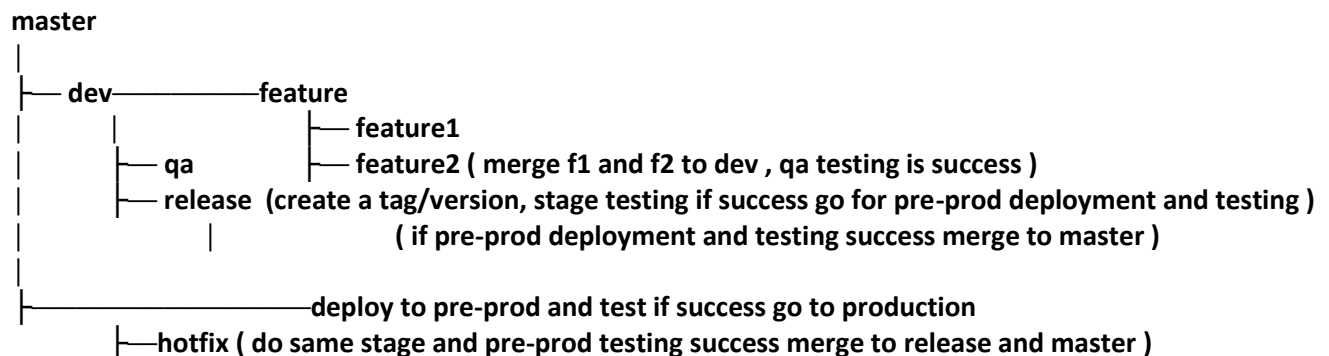 master
|
├── dev──────────feature
| | ├── feature1
| ├── qa ├── feature2 ( merge f1 and f2 to dev , qa testing is success )
| ├── release (create a tag/version, stage testing if success go for pre-prod deployment and testing )
| | ( if pre-prod deployment and testing success merge to master )
|
├──────────────────deploy to pre-prod and test if success go to production
├──hotfix ( do same stage and pre-prod testing success merge to release and master )